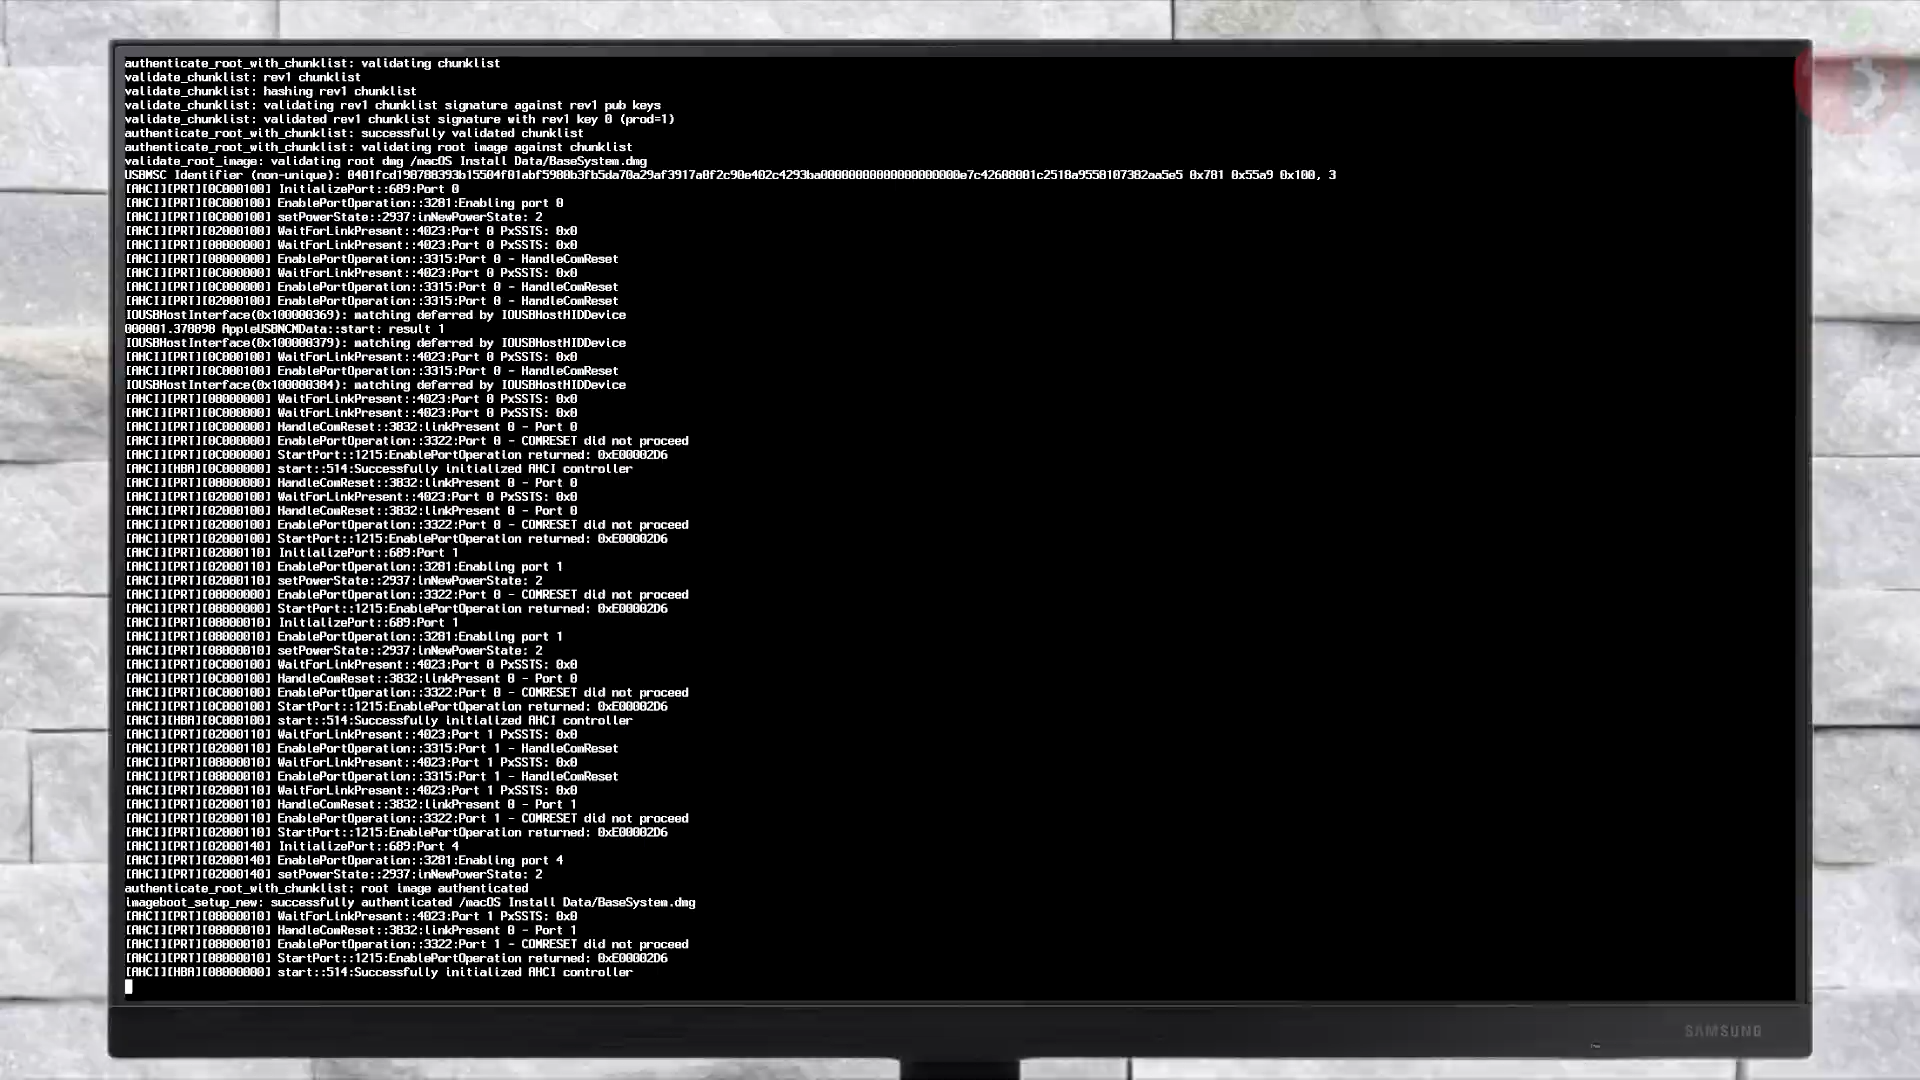 authenticate_root_with_chunklist: validating chunklist
validate_chunklist: rev1 chunklist
validate_chunklist: hashing rev1 chunklist
validate_chunklist: validating rev1 chunklist signature against rev1 pub keys
validate_chunklist: validated rev1 chunklist signature with rev1 key 0 (prod=1)
authenticate_root_with_chunklist: successfully validated chunklist
authenticate_root_with_chunklist: validating root image against chunklist
validate_root_image: validating root dmg /macOS Install Data/BaseSystem.dmg
USBMSC Identifier (non-unique): 0x781 0x55a9 0x100, 3
[AHCI][PRT][0C000100] InitializePort::689:Port 0
[AHCI][PRT][0C000100] EnablePortOperation::3281:Enabling port 0
[AHCI][PRT][0C000100] setPowerState::2937:inNewPowerState: 2
[AHCI][PRT][02000100] WaitForLinkPresent::4023:Port 0 PxSSTS: 0x0
[AHCI][PRT][0B000000] WaitForLinkPresent::4023:Port 0 PxSSTS: 0x0
[AHCI][PRT][0B000000] EnablePortOperation::3315:Port 0 - HandleComReset
[AHCI][PRT][0C000000] WaitForLinkPresent::4023:Port 0 PxSSTS: 0x0
[AHCI][PRT][0C000000] EnablePortOperation::3315:Port 0 - HandleComReset
[AHCI][PRT][02000100] EnablePortOperation::3315:Port 0 - HandleComReset
IOUSBHostInterface(0x100000369): matching deferred by IOUSBHostHIDDevice
000001.378898 AppleUSBNCMData::start: result 1
IOUSBHostInterface(0x100000379): matching deferred by IOUSBHostHIDDevice
[AHCI][PRT][0C000100] WaitForLinkPresent::4023:Port 0 PxSSTS: 0x0
[AHCI][PRT][0C000100] EnablePortOperation::3315:Port 0 - HandleComReset
IOUSBHostInterface(0x100000384): matching deferred by IOUSBHostHIDDevice
[AHCI][PRT][0B000000] WaitForLinkPresent::4023:Port 0 PxSSTS: 0x0
[AHCI][PRT][0C000000] WaitForLinkPresent::4023:Port 0 PxSSTS: 0x0
[AHCI][PRT][0C000000] HandleComReset::3832:linkPresent 0 - Port 0
[AHCI][PRT][0C000000] EnablePortOperation::3322:Port 0 - COMRESET did not proceed
[AHCI][PRT][0C000000] StartPort::1215:EnablePortOperation returned: 0xE00002D6
[AHCI][HBA][0C000000] start::514:Successfully initialized AHCI controller
[AHCI][PRT][0B000000] HandleComReset::3832:linkPresent 0 - Port 0
[AHCI][PRT][02000100] WaitForLinkPresent::4023:Port 0 PxSSTS: 0x0
[AHCI][PRT][02000100] HandleComReset::3832:linkPresent 0 - Port 0
[AHCI][PRT][02000100] EnablePortOperation::3322:Port 0 - COMRESET did not proceed
[AHCI][PRT][02000100] StartPort::1215:EnablePortOperation returned: 0xE00002D6
[AHCI][PRT][02000110] InitializePort::689:Port 1
[AHCI][PRT][02000110] EnablePortOperation::3281:Enabling port 1
[AHCI][PRT][02000110] setPowerState::2937:inNewPowerState: 2
[AHCI][PRT][0B000000] EnablePortOperation::3322:Port 0 - COMRESET did not proceed
[AHCI][PRT][0B000000] StartPort::1215:EnablePortOperation returned: 0xE00002D6
[AHCI][PRT][0B000010] InitializePort::689:Port 1
[AHCI][PRT][0B000010] EnablePortOperation::3281:Enabling port 1
[AHCI][PRT][0B000010] setPowerState::2937:inNewPowerState: 2
[AHCI][PRT][0C000100] WaitForLinkPresent::4023:Port 0 PxSSTS: 0x0
[AHCI][PRT][0C000100] HandleComReset::3832:linkPresent 0 - Port 0
[AHCI][PRT][0C000100] EnablePortOperation::3322:Port 0 - COMRESET did not proceed
[AHCI][PRT][0C000100] StartPort::1215:EnablePortOperation returned: 0xE00002D6
[AHCI][HBA][0C000100] start::514:Successfully initialized AHCI controller
[AHCI][PRT][02000110] WaitForLinkPresent::4023:Port 1 PxSSTS: 0x0
[AHCI][PRT][02000110] EnablePortOperation::3315:Port 1 - HandleComReset
[AHCI][PRT][0B000010] WaitForLinkPresent::4023:Port 1 PxSSTS: 0x0
[AHCI][PRT][0B000010] EnablePortOperation::3315:Port 1 - HandleComReset
[AHCI][PRT][02000110] WaitForLinkPresent::4023:Port 1 PxSSTS: 0x0
[AHCI][PRT][02000110] HandleComReset::3832:linkPresent 0 - Port 1
[AHCI][PRT][02000110] EnablePortOperation::3322:Port 1 - COMRESET did not proceed
[AHCI][PRT][02000110] StartPort::1215:EnablePortOperation returned: 0xE00002D6
[AHCI][PRT][02000140] InitializePort::689:Port 4
[AHCI][PRT][02000140] EnablePortOperation::3281:Enabling port 4
[AHCI][PRT][02000140] setPowerState::2937:inNewPowerState: 2
authenticate_root_with_chunklist: root image authenticated
imageboot_setup_new: successfully authenticated /macOS Install Data/BaseSystem.dmg
[AHCI][PRT][0B000010] WaitForLinkPresent::4023:Port 1 PxSSTS: 0x0
[AHCI][PRT][0B000010] HandleComReset::3832:linkPresent 0 - Port 1
[AHCI][PRT][0B000010] EnablePortOperation::3322:Port 1 - COMRESET did not proceed
[AHCI][PRT][0B000010] StartPort::1215:EnablePortOperation returned: 0xE00002D6
[AHCI][HBA][0B000000] start::514:Successfully initialized AHCI controller
SAMSUNG